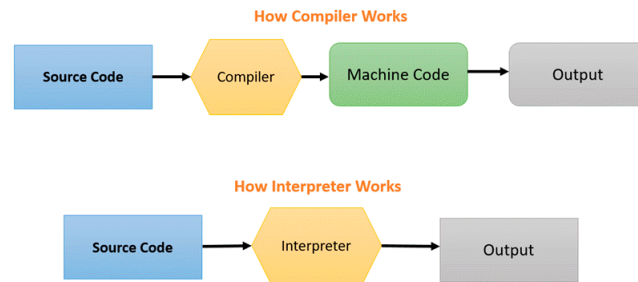 How Compiler Works
Source Code
Compiler
Machine Code
Output
How Interpreter Works
Source Code
Interpreter
Output